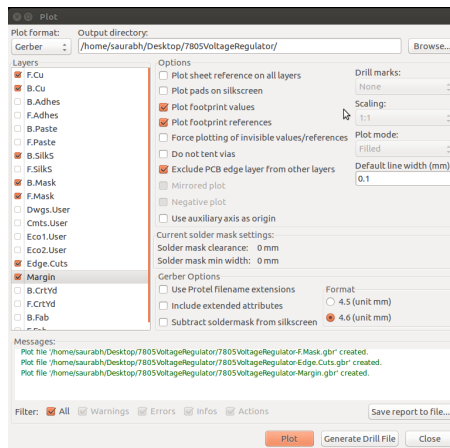 Plot
Plot format:
Output directory:
Gerber
/home/saurabh/Desktop/7805VoltageRegulator/
Browse...
Layers
F.Cu
B.Cu
B.Adhes
F.Adhes
B.Paste
F.Paste
B.SilkS
F.SilkS
B.Mask
F.Mask
Dwgs.User
Cmts.User
Eco1.User
Eco2.User
Edge.Cuts
Margin
B.CrtYd
F.CrtYd
B.Fab
F.Fab
Options
Plot sheet reference on all layers
Plot pads on silkscreen
Plot footprint values
Plot footprint references
Force plotting of invisible values/references
Do not tent vias
Exclude PCB edge layer from other layers
Mirrored plot
Negative plot
Use auxiliary axis as origin
Drill marks:
None
Scaling:
1:1
Plot mode:
Filled
Default line width (mm)
0.1
Current solder mask settings:
Solder mask clearance: 0 mm
Solder mask min width: 0 mm
Gerber Options
Use Protel filename extensions
Include extended attributes
Subtract soldermask from silkscreen
Format
4.5 (unit mm)
4.6 (unit mm)
Messages:
Plot file '/home/saurabh/Desktop/7805VoltageRegulator/7805VoltageRegulator-F.Mask.gbr' created.
Plot file '/home/saurabh/Desktop/7805VoltageRegulator/7805VoltageRegulator-Edge.Cuts.gbr' created.
Plot file '/home/saurabh/Desktop/7805VoltageRegulator/7805VoltageRegulator-Margin.gbr' created.
Filter: All Warnings Errors Infos Actions
Save report to file...
Plot
Generate Drill File
Close